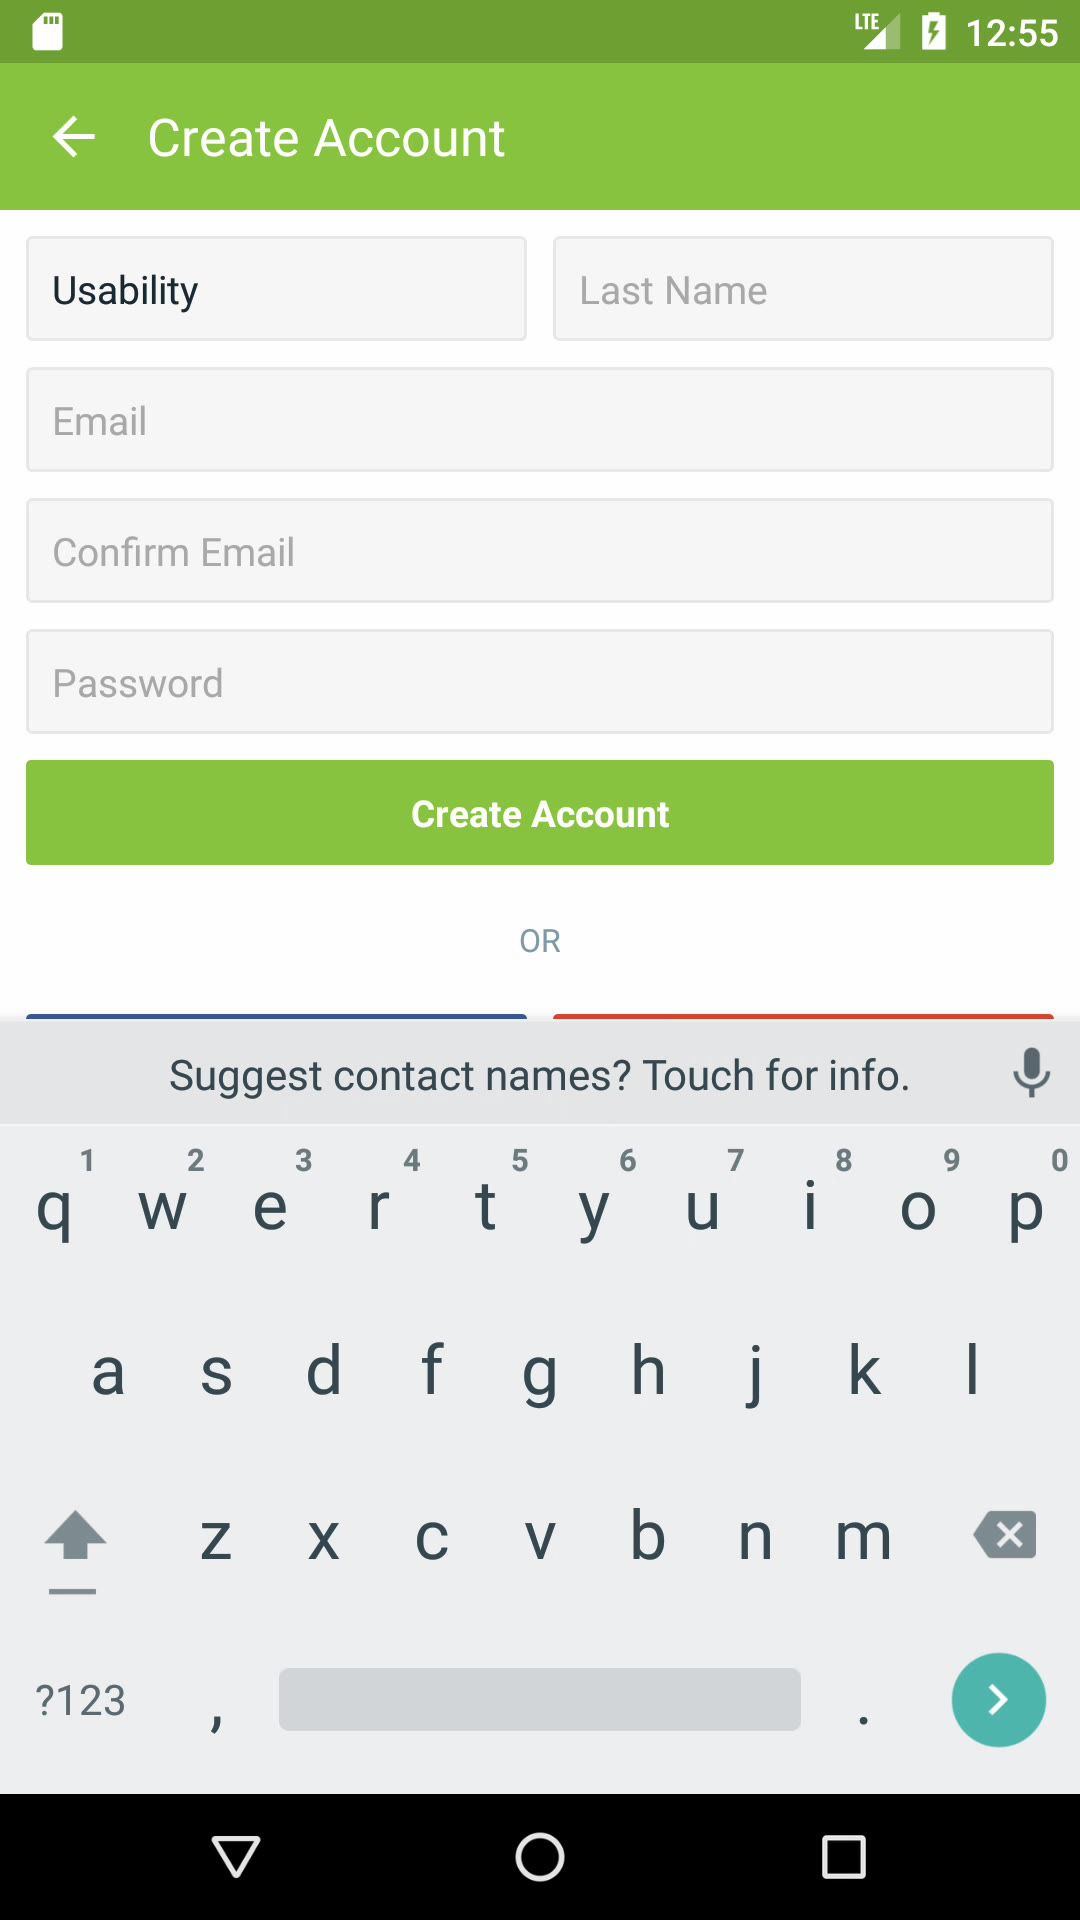 LTE 12:55
Create Account
Usability Last Name
Email
Confirm Email
Password
Create Account
OR
Suggest contact names? Touch for info.
1 2 3 4 5 6 7 8 9 0
q w e r t y u i o p
a s d f g h j k l
z x c v b n m
?123 , .